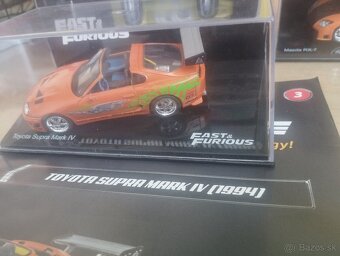 FAST & FURIOUS
Mazda RX-7
Toyota Supra Mark IV
FAST & FURIOUS
3
gy!
TOYOTA SUPRA MARK IV (1994)
Bazos.sk